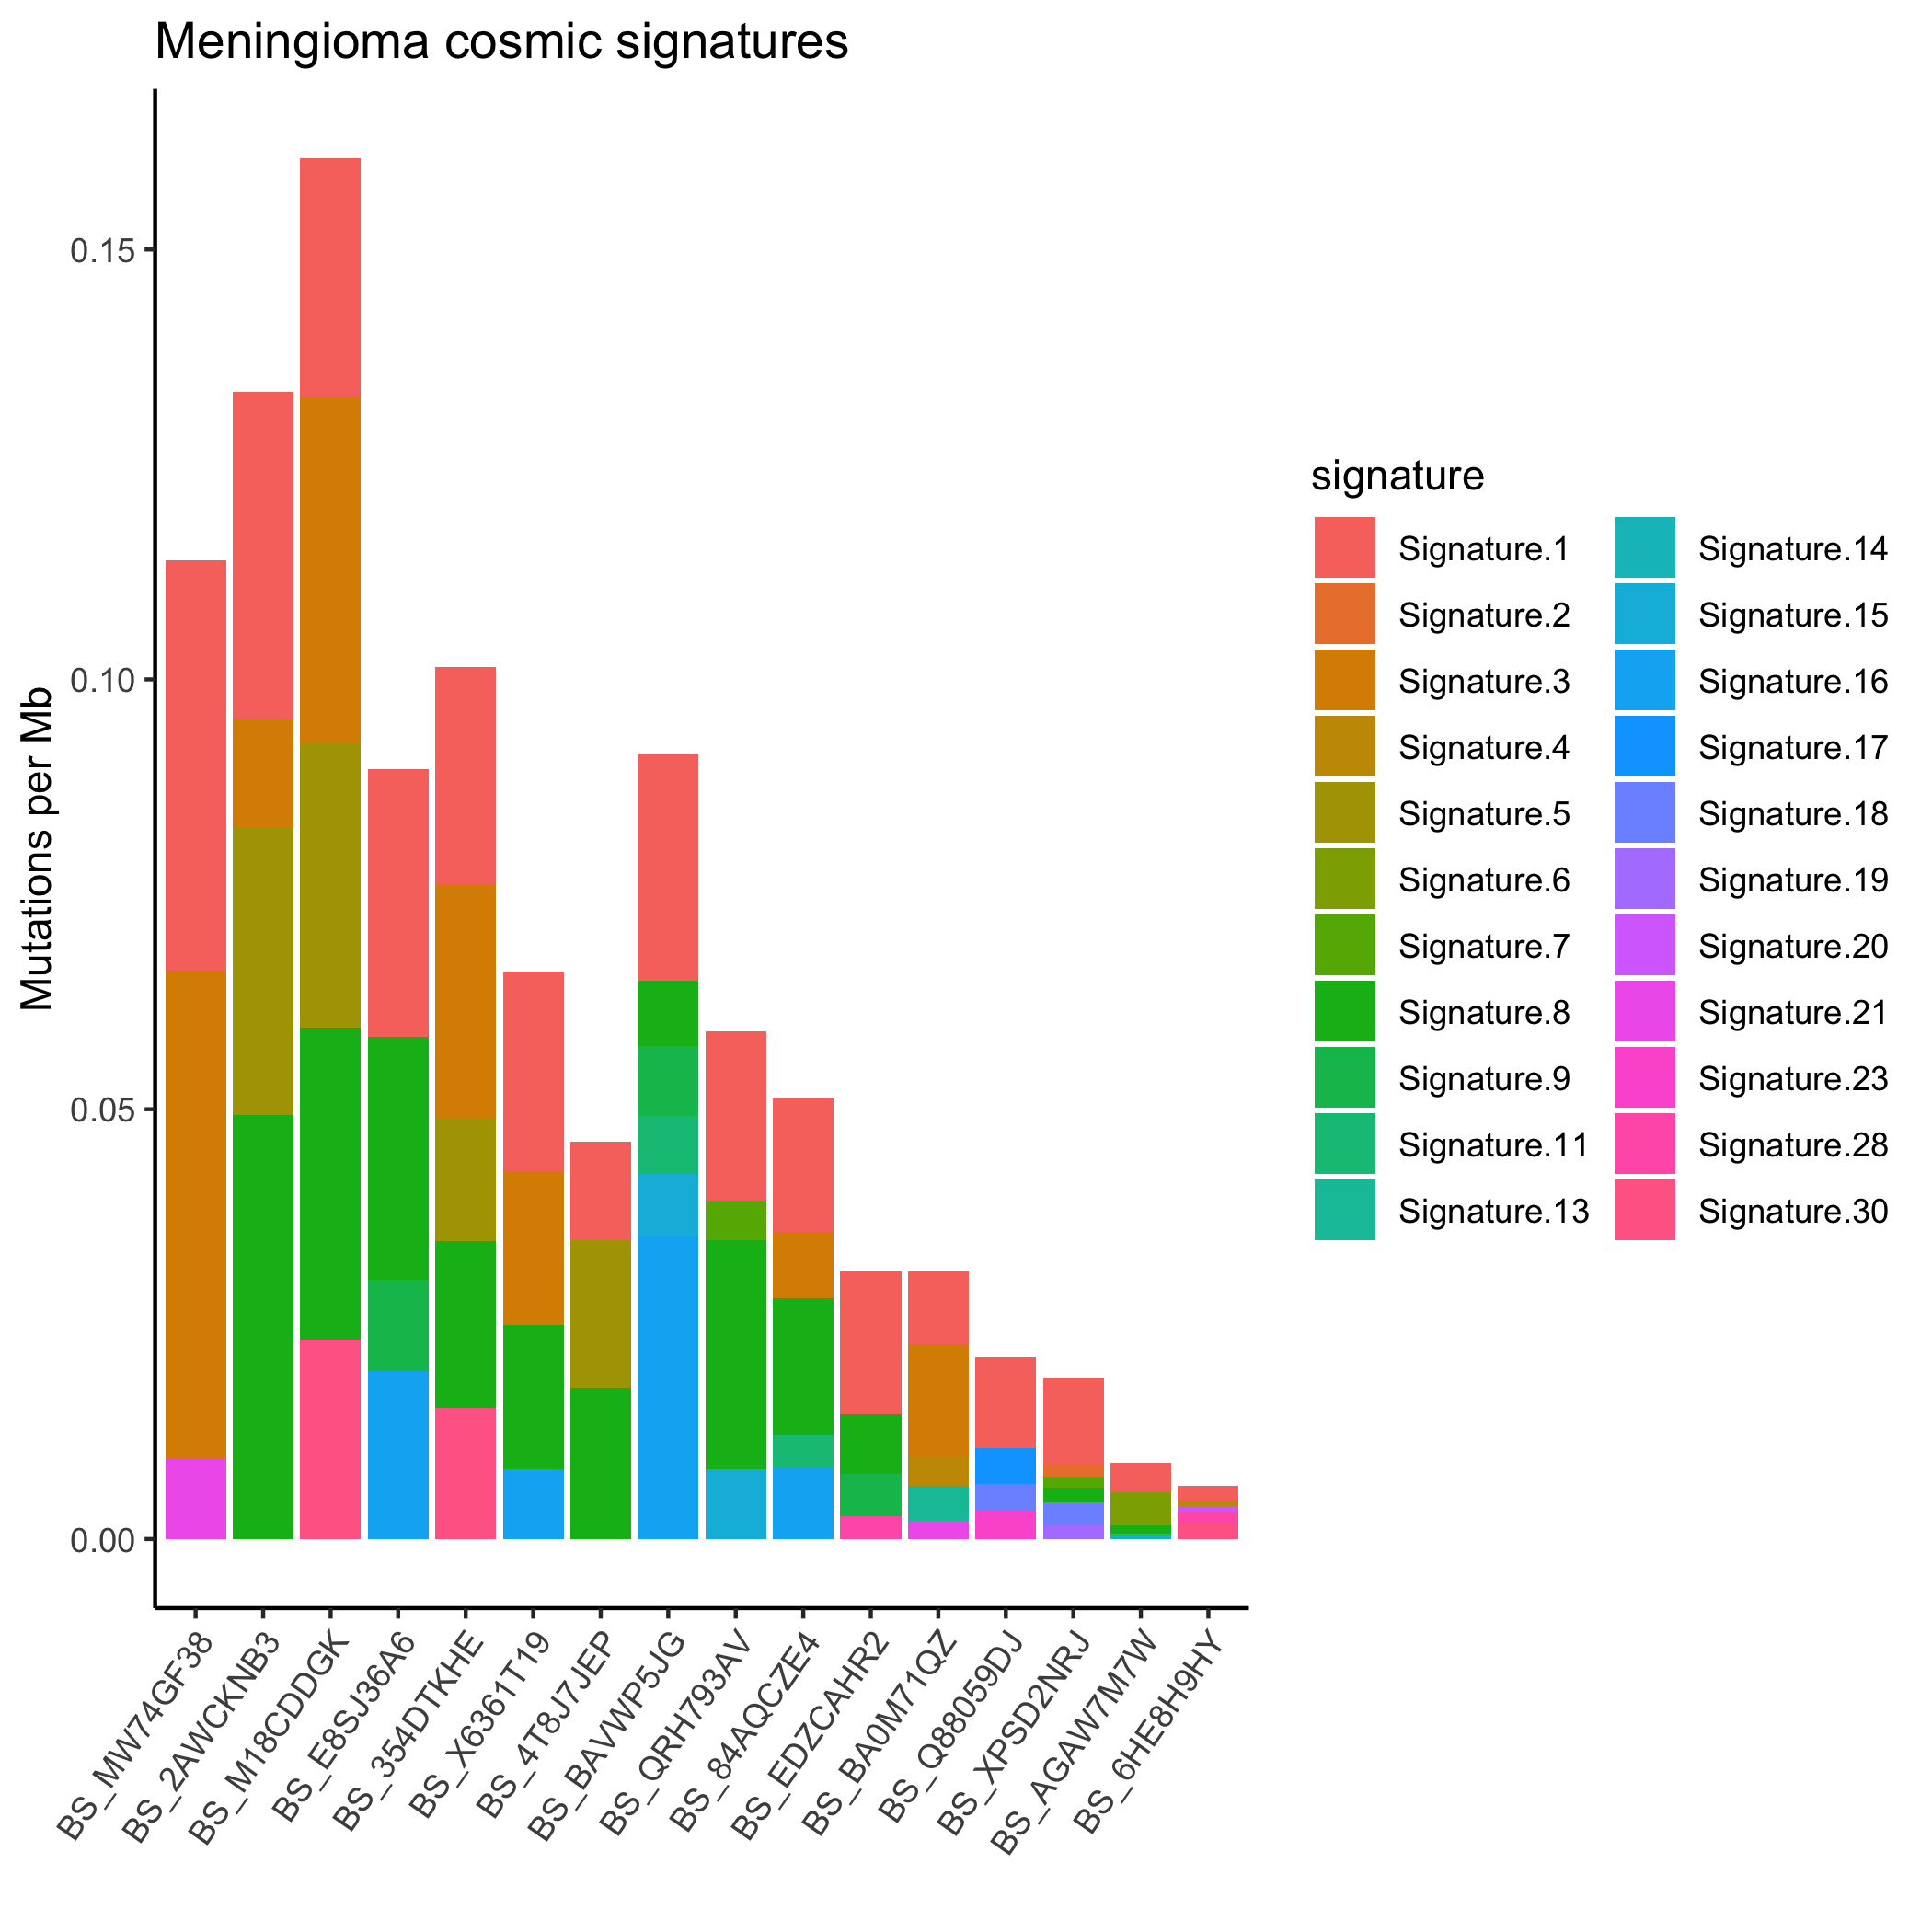 Meningioma cosmic signatures
Mutations per Mb
0.15
0.10
0.05
0.00
BS_MW74GF38
BS_2AWCKNB3
BS_M18CDDGK
BS_E8SJ36A6
BS_354DTKHE
BS_X6361T19
BS_4T8J7JEP
BS_BAVWP5JG
BS_QRH793AV
BS_84AQCZE4
BS_EDZCAHR2
BS_BA0M71QZ
BS_Q88059DJ
BS_XPSD2NRJ
BS_AGAW7M7W
BS_6HE8H9HY
signature
Signature.1
Signature.2
Signature.3
Signature.4
Signature.5
Signature.6
Signature.7
Signature.8
Signature.9
Signature.11
Signature.13
Signature.14
Signature.15
Signature.16
Signature.17
Signature.18
Signature.19
Signature.20
Signature.21
Signature.23
Signature.28
Signature.30